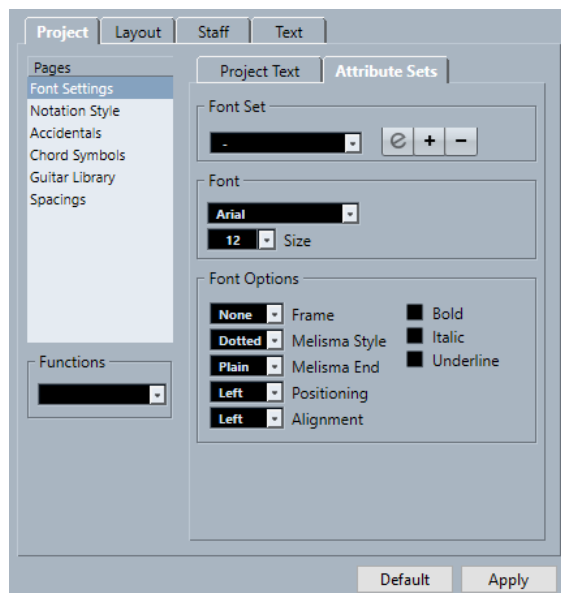 Project Layout Staff Text
Pages
Font Settings
Notation Style
Accidentals
Chord Symbols
Guitar Library
Spacings
Functions
Project Text Attribute Sets
Font Set
-
e + −
Font
Arial
12 Size
Font Options
None Frame
Dotted Melisma Style
Plain Melisma End
Left Positioning
Left Alignment
Bold
Italic
Underline
Default Apply